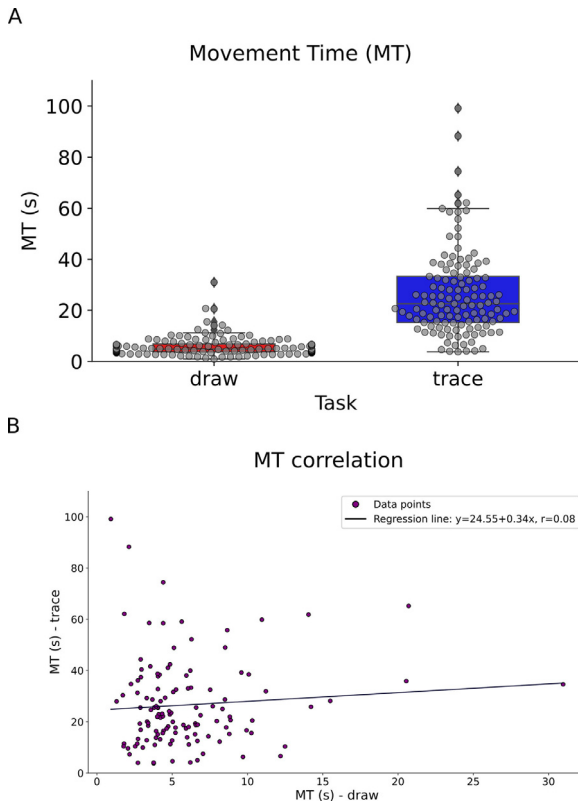 A
Movement Time (MT)
100
80
60
40
20
0
MT (s)
draw
trace
Task
B
MT correlation
Data points
Regression line: y=24.55+0.34x, r=0.08
100
80
60
40
20
0
MT (s) - trace
0 5 10 15 20 25 30
MT (s) - draw